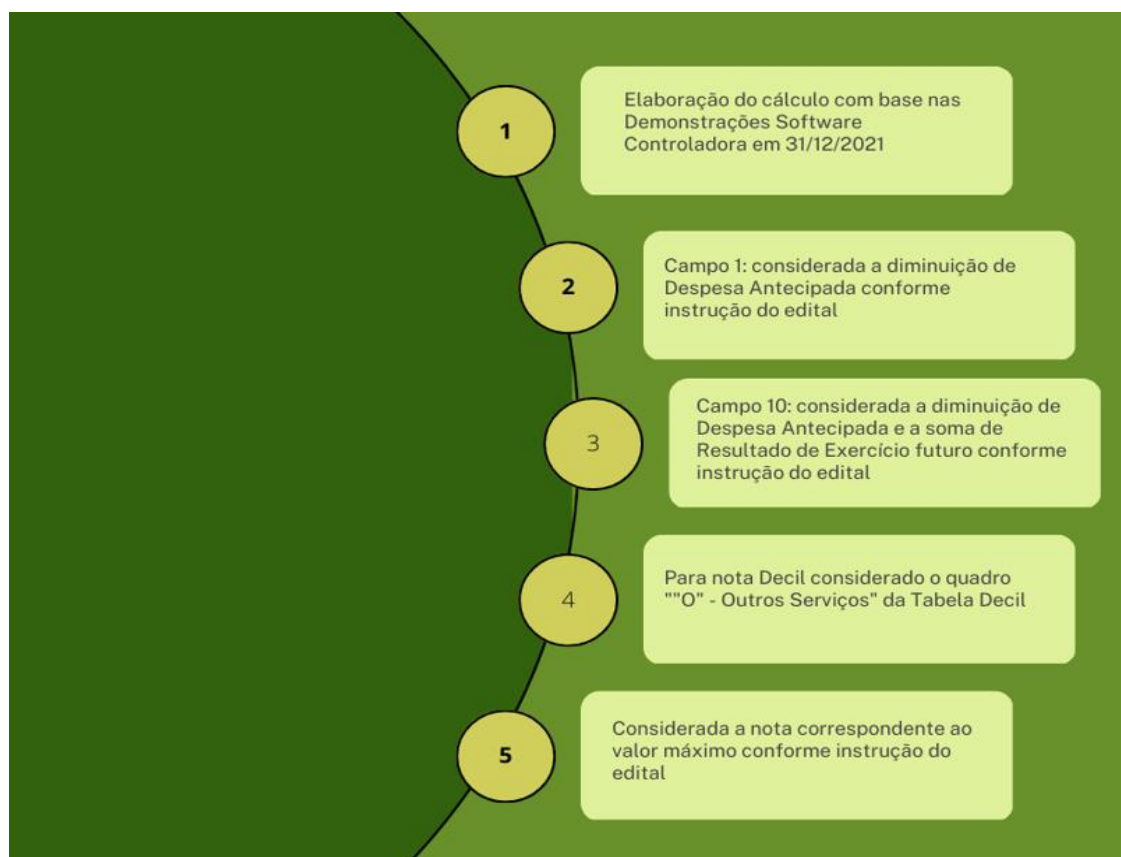 1
Elaboração do cálculo com base nas
Demonstrações Software
Controladora em 31/12/2021
2
Campo 1: considerada a diminuição de
Despesa Antecipada conforme
instrução do edital
3
Campo 10: considerada a diminuição de
Despesa Antecipada e a soma de
Resultado de Exercício futuro conforme
instrução do edital
4
Para nota Decil considerado o quadro
""O" - Outros Serviços" da Tabela Decil
5
Considerada a nota correspondente ao
valor máximo conforme instrução do
edital